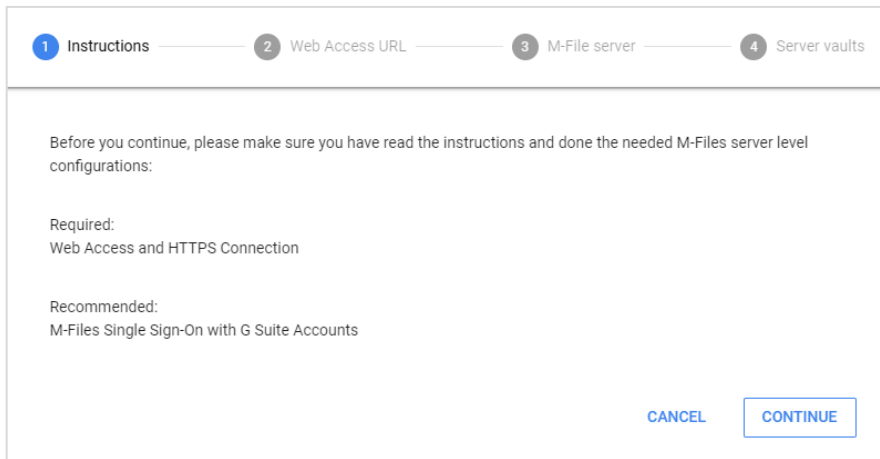 1 Instructions 2 Web Access URL 3 M-File server 4 Server vaults
Before you continue, please make sure you have read the instructions and done the needed M-Files server level
configurations:
Required:
Web Access and HTTPS Connection
Recommended:
M-Files Single Sign-On with G Suite Accounts
CANCEL CONTINUE